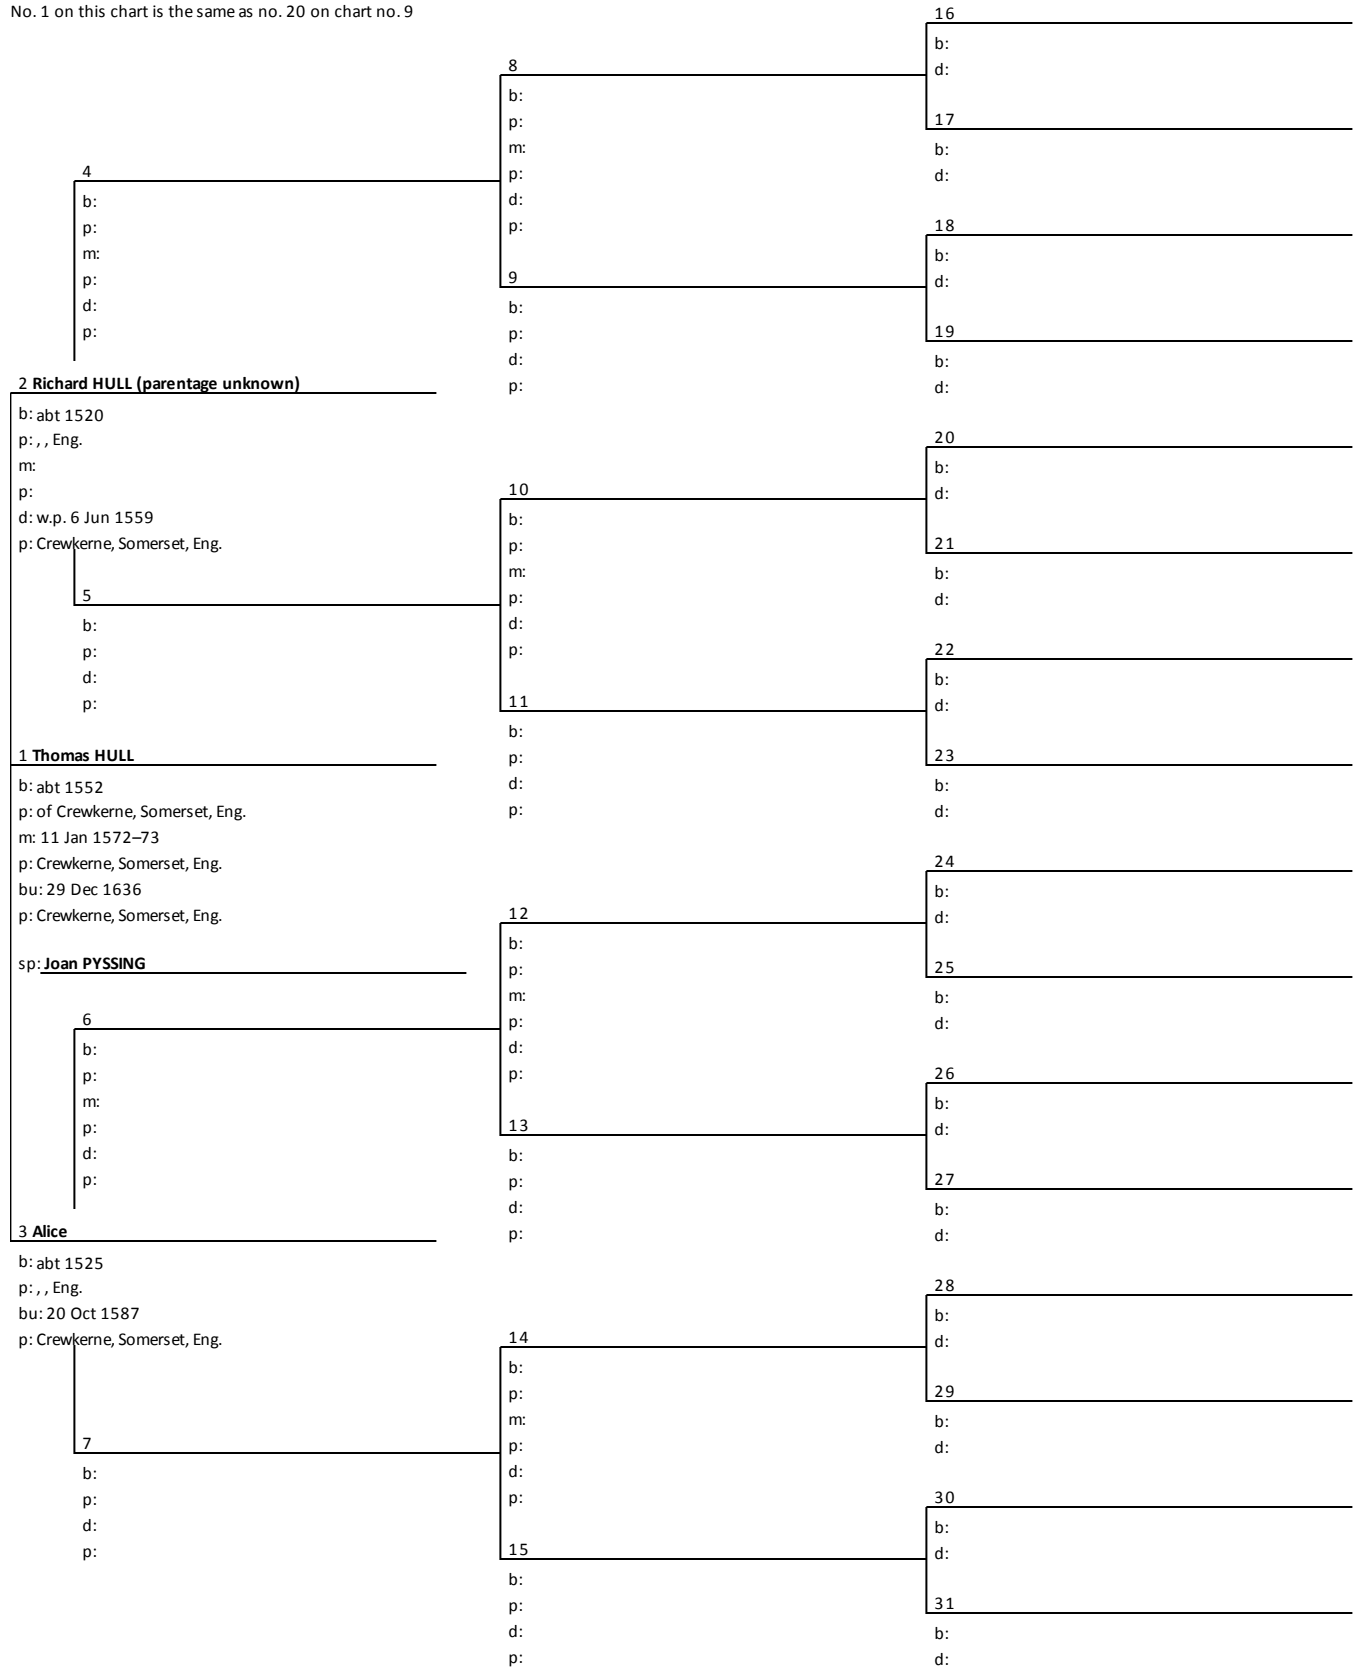 No. 1 on this chart is the same as no. 20 on chart no. 9
4
b:
p:
m:
p:
d:
p:
2 Richard HULL (parentage unknown)
b: abt 1520
p: , , Eng.
m:
p:
d: w.p. 6 Jun 1559
p: Crewkerne, Somerset, Eng.
5
b:
p:
d:
p:
1 Thomas HULL
b: abt 1552
p: of Crewkerne, Somerset, Eng.
m: 11 Jan 1572–73
p: Crewkerne, Somerset, Eng.
bu: 29 Dec 1636
p: Crewkerne, Somerset, Eng.
sp: Joan PYSSING
6
b:
p:
m:
p:
d:
p:
3 Alice
b: abt 1525
p: , , Eng.
bu: 20 Oct 1587
p: Crewkerne, Somerset, Eng.
7
b:
p:
d:
p:
8
b:
p:
m:
p:
d:
p:
9
b:
p:
d:
p:
10
b:
p:
m:
p:
d:
p:
11
b:
p:
d:
p:
12
b:
p:
m:
p:
d:
p:
13
b:
p:
d:
p:
14
b:
p:
m:
p:
d:
p:
15
b:
p:
d:
p:
16
b:
d:
17
b:
d:
18
b:
d:
19
b:
d:
20
b:
d:
21
b:
d:
22
b:
d:
23
b:
d:
24
b:
d:
25
b:
d:
26
b:
d:
27
b:
d:
28
b:
d:
29
b:
d:
30
b:
d:
31
b:
d: